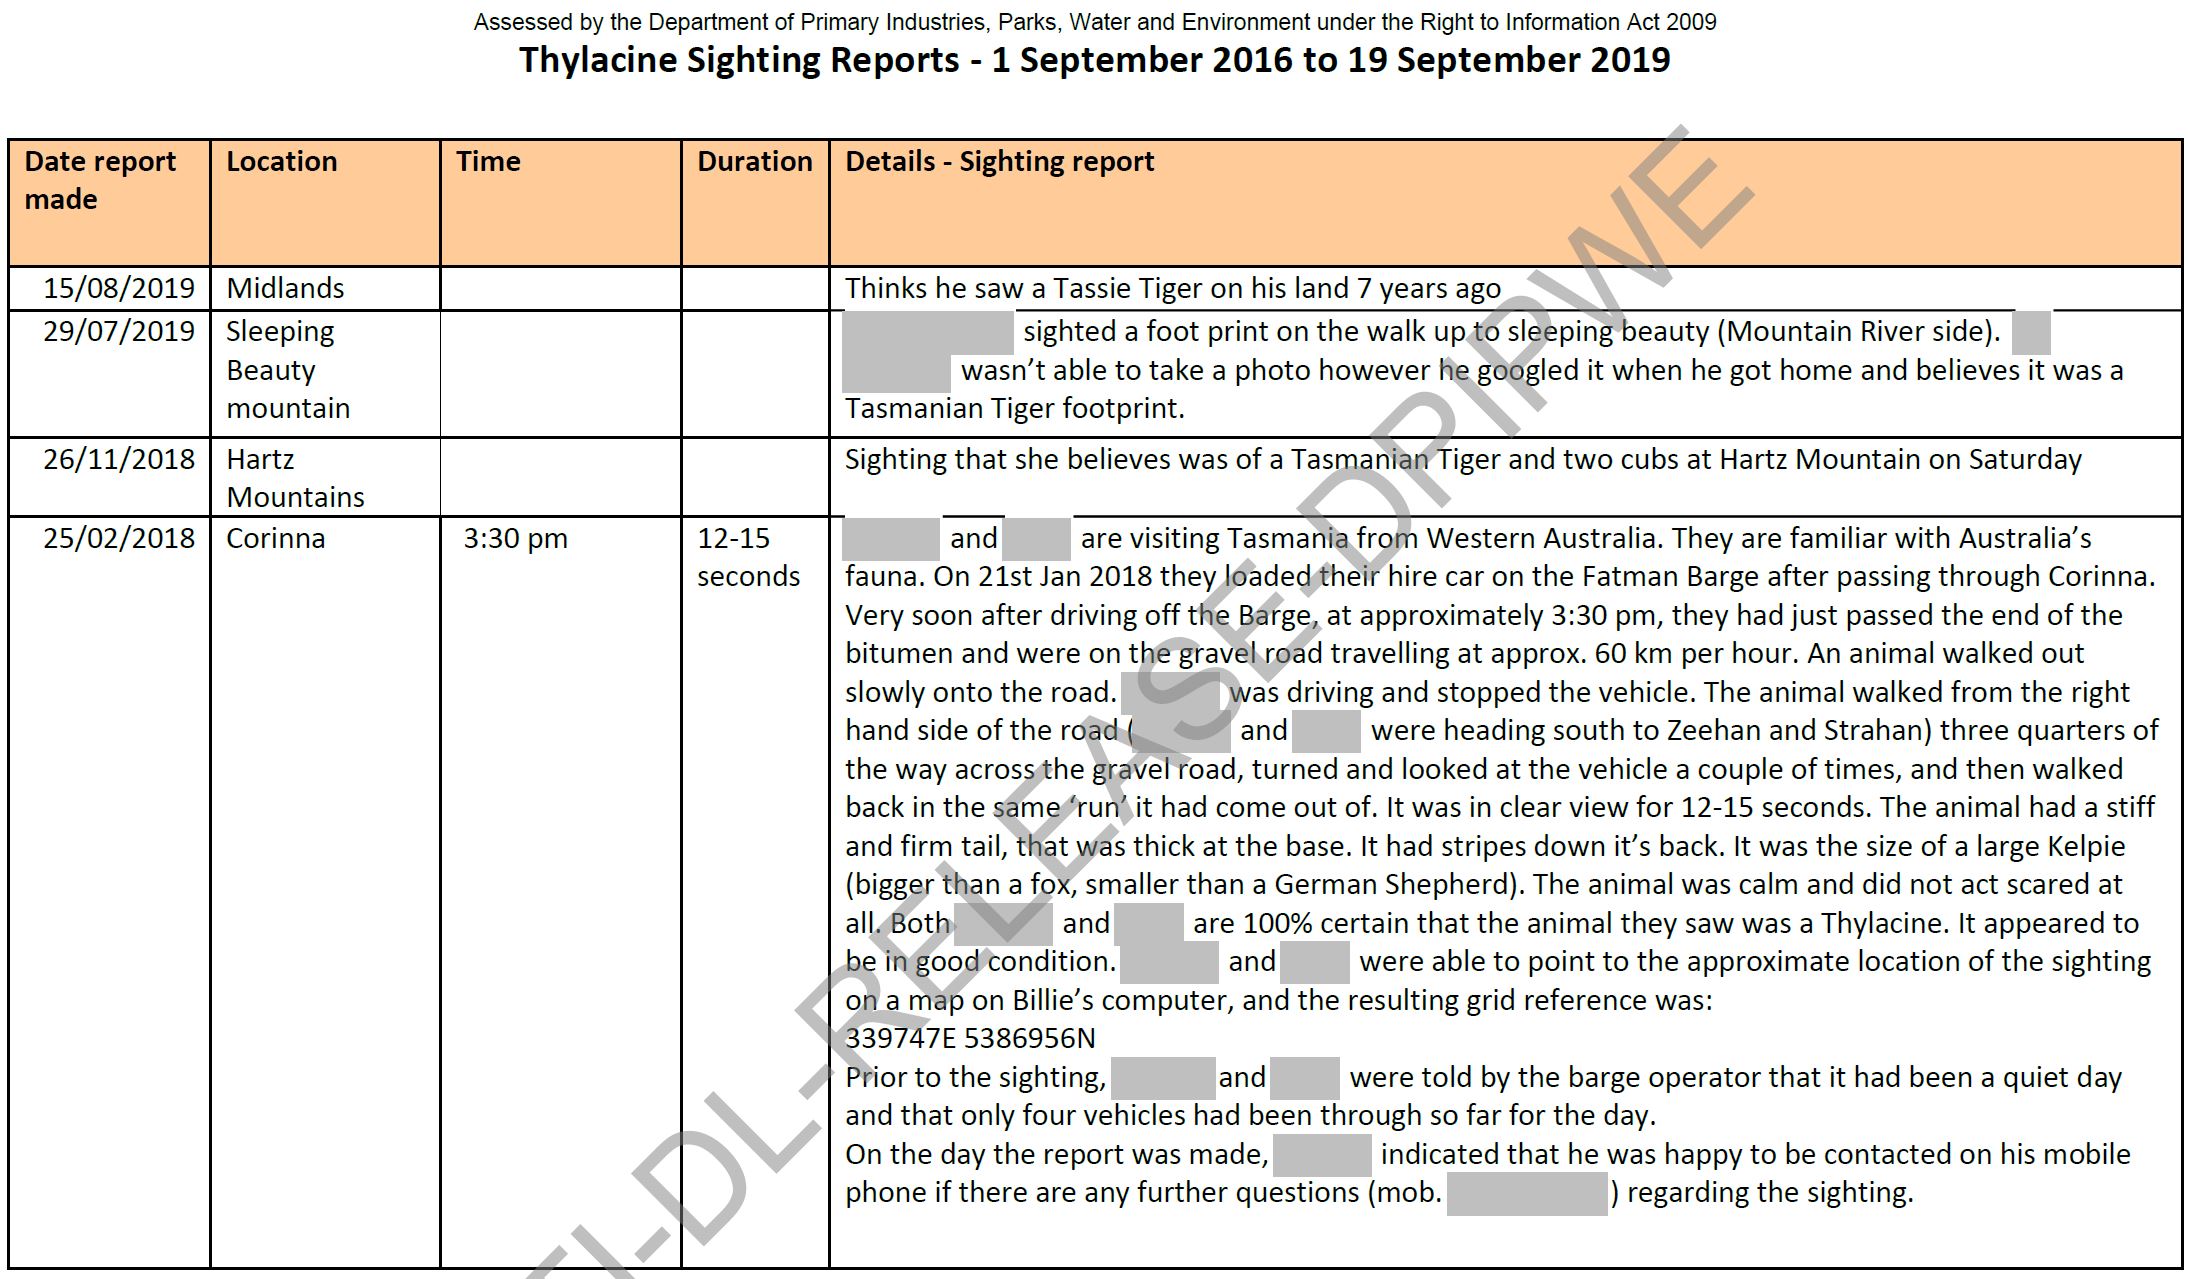 Assessed by the Department of Primary Industries, Parks, Water and Environment under the Right to Information Act 2009
Thylacine Sighting Reports - 1 September 2016 to 19 September 2019
Date report made
Location
Time
Duration
Details - Sighting report
15/08/2019
Midlands
Thinks he saw a Tassie Tiger on his land 7 years ago
29/07/2019
Sleeping
Beauty
mountain
sighted a foot print on the walk up to sleeping beauty (Mountain River side).
wasn’t able to take a photo however he googled it when he got home and believes it was a
Tasmanian Tiger footprint.
26/11/2018
Hartz
Mountains
Sighting that she believes was of a Tasmanian Tiger and two cubs at Hartz Mountain on Saturday
25/02/2018
Corinna
3:30 pm
12-15
seconds
and are visiting Tasmania from Western Australia. They are familiar with Australia’s
fauna. On 21st Jan 2018 they loaded their hire car on the Fatman Barge after passing through Corinna.
Very soon after driving off the Barge, at approximately 3:30 pm, they had just passed the end of the
bitumen and were on the gravel road travelling at approx. 60 km per hour. An animal walked out
slowly onto the road. was driving and stopped the vehicle. The animal walked from the right
hand side of the road ( and were heading south to Zeehan and Strahan) three quarters of
the way across the gravel road, turned and looked at the vehicle a couple of times, and then walked
back in the same ‘run’ it had come out of. It was in clear view for 12-15 seconds. The animal had a stiff
and firm tail, that was thick at the base. It had stripes down it’s back. It was the size of a large Kelpie
(bigger than a fox, smaller than a German Shepherd). The animal was calm and did not act scared at
all. Both and are 100% certain that the animal they saw was a Thylacine. It appeared to
be in good condition. and were able to point to the approximate location of the sighting
on a map on Billie’s computer, and the resulting grid reference was:
339747E 5386956N
Prior to the sighting, and were told by the barge operator that it had been a quiet day
and that only four vehicles had been through so far for the day.
On the day the report was made, indicated that he was happy to be contacted on his mobile
phone if there are any further questions (mob. ) regarding the sighting.
TI-DL-RELEASE-DPIPWE